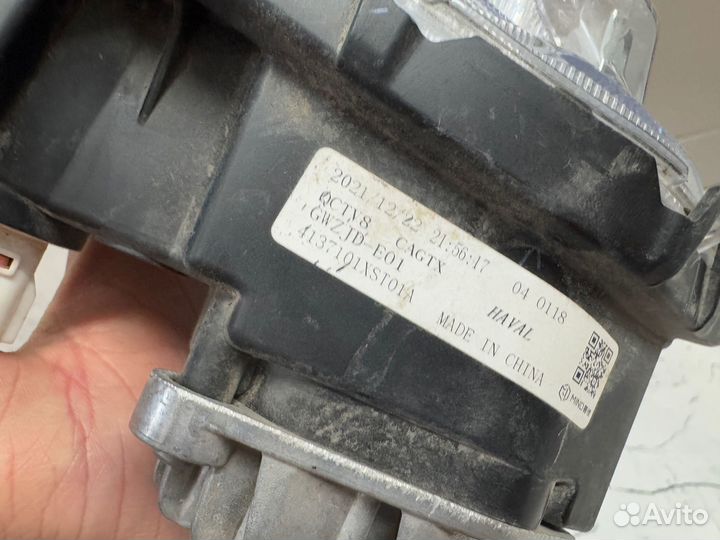 2021/12/22 21:56:17 04 0118
QCTV8 CAGTX
GWZJD-E01 HAVAL
4137101XST01A MADE IN CHINA
Avito